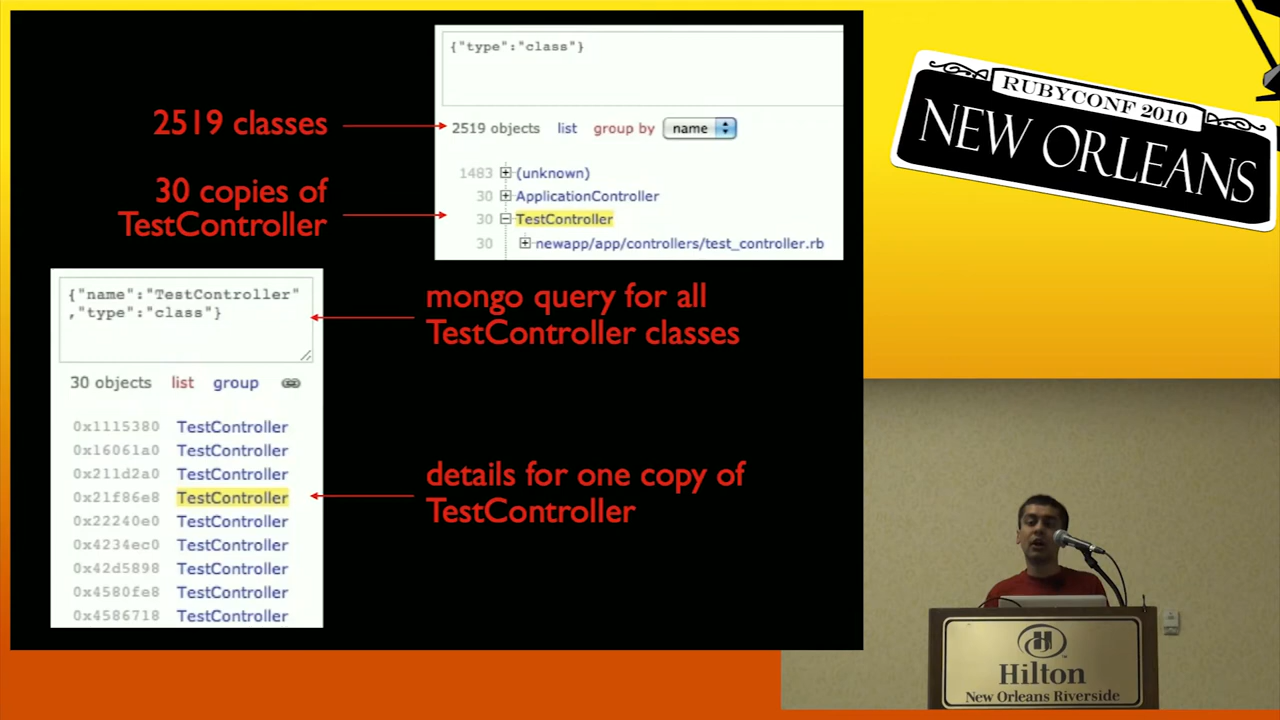 {"type":"class"}
2519 classes
2519 objects list group by name
1483 (unknown)
30 ApplicationController
30 copies of
TestController
30 TestController
30 newapp/app/controllers/test_controller.rb
{"name":"TestController"
,"type":"class"}
mongo query for all
TestController classes
30 objects list group
0x1115380 TestController
0x16061a0 TestController
0x211d2a0 TestController
0x21f86e8 TestController
0x22240e0 TestController
0x4234ec0 TestController
0x42d5898 TestController
0x4580fe8 TestController
0x4586718 TestController
details for one copy of
TestController
RUBYCONF 2010
NEW ORLEANS
H
Hilton
New Orleans Riverside